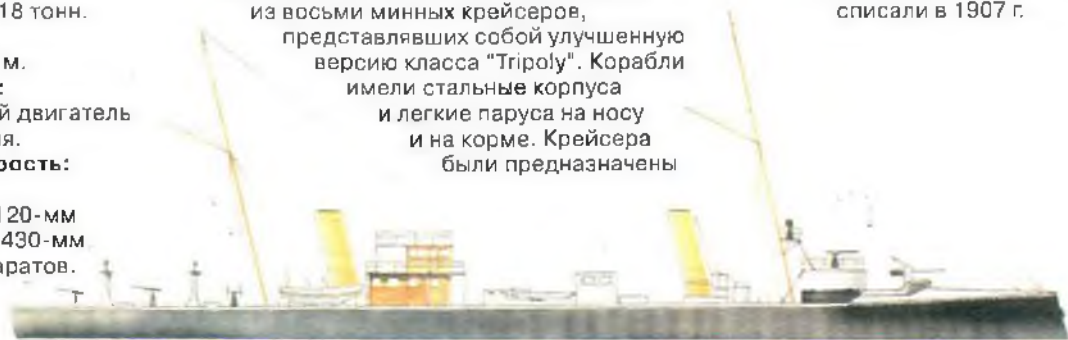 18 тонн.
м.
:
й двигатель
ия.
рость:
120-мм
430-мм
аратов.
из восьми минных крейсеров,
представлявших собой улучшенную
версию класса "Tripoly". Корабли
имели стальные корпуса
и легкие паруса на носу
и на корме. Крейсера
были предназначены
списали в 1907 г.